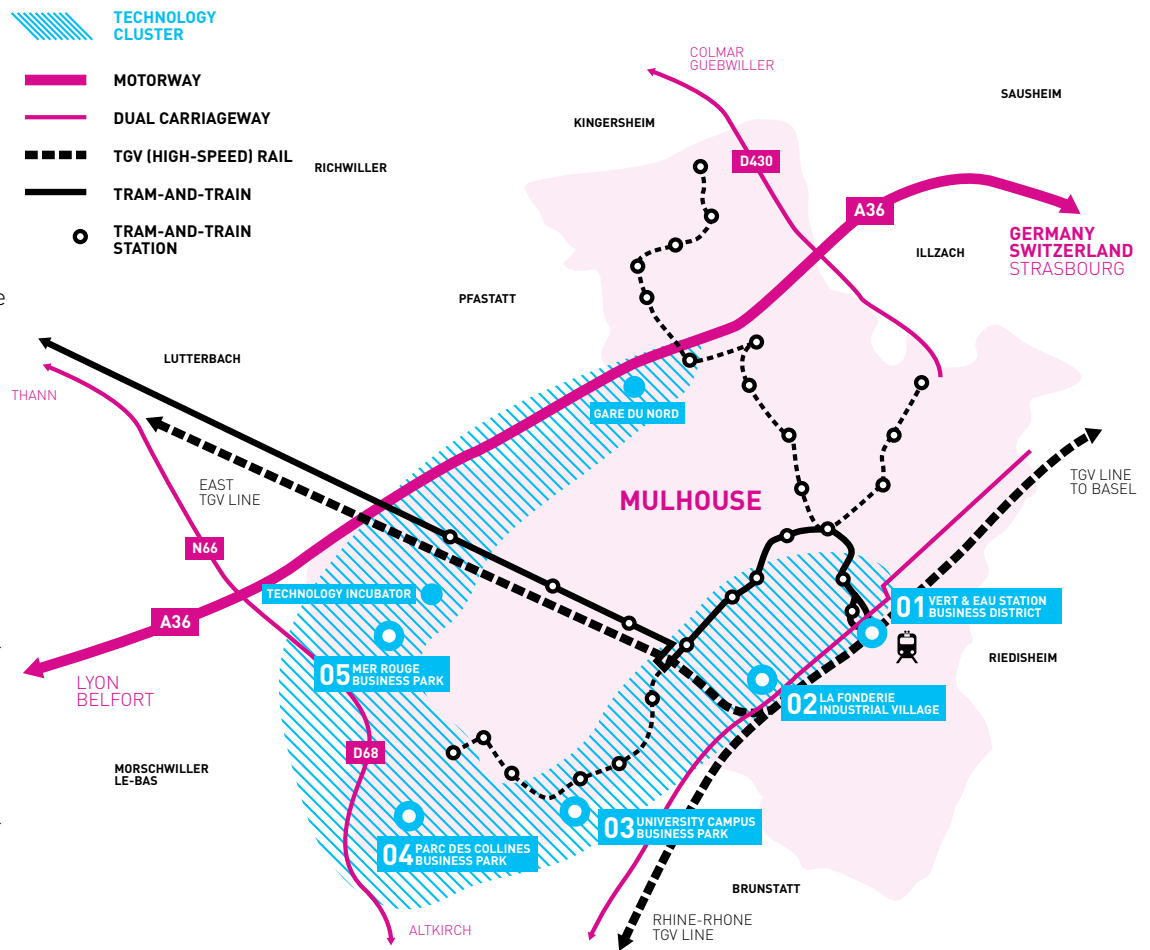 TECHNOLOGY
CLUSTER
MOTORWAY
DUAL CARRIAGEWAY
TGV (HIGH-SPEED) RAIL
TRAM-AND-TRAIN
TRAM-AND-TRAIN
STATION
COLMAR
GUEBWILLER
SAUSHEIM
KINGERSHEIM
RICHWILLER
D430
A36
GERMANY
SWITZERLAND
STRASBOURG
ILLZACH
PFASTATT
e
LUTTERBACH
THANN
GARE DU NORD
EAST
TGV LINE
MULHOUSE
TGV LINE
TO BASEL
N66
TECHNOLOGY INCUBATOR
A36
01 VERT & EAU STATION
BUSINESS DISTRICT
RIEDISHEIM
05 MER ROUGE
BUSINESS PARK
LYON
BELFORT
02 LA FONDERIE
INDUSTRIAL VILLAGE
D68
MORSCHWILLER
LE-BAS
03 UNIVERSITY CAMPUS
BUSINESS PARK
04 PARC DES COLLINES
BUSINESS PARK
BRUNSTATT
ALTKIRCH
RHINE-RHONE
TGV LINE